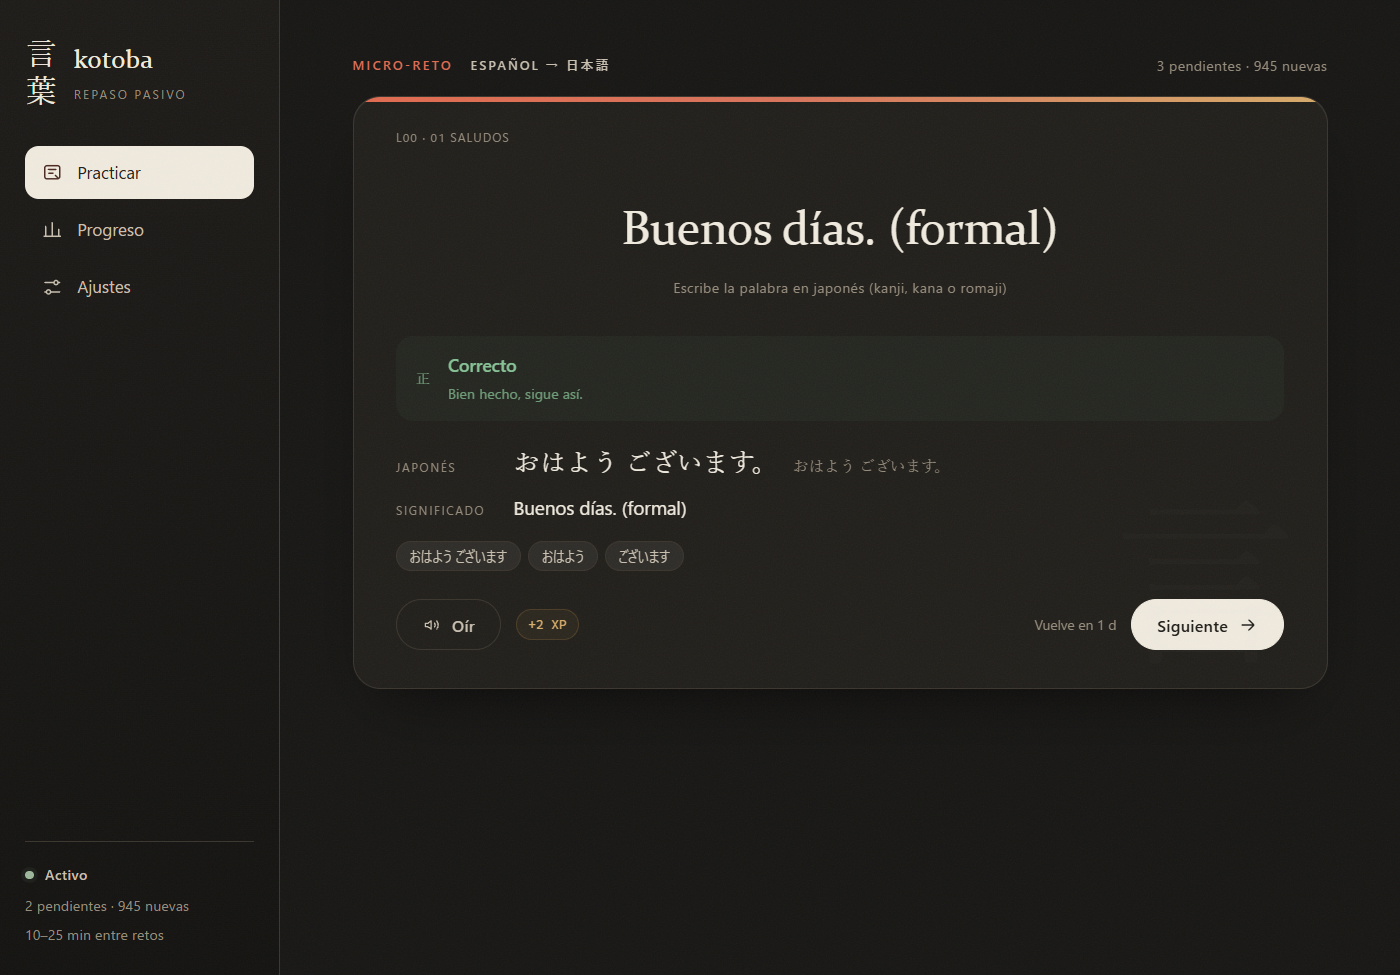 言葉
kotoba
REPASO PASIVO
Practicar
Progreso
Ajustes
Activo
2 pendientes · 945 nuevas
10–25 min entre retos
MICRO-RETO ESPAÑOL → 日本語
3 pendientes · 945 nuevas
L00 · 01 SALUDOS
Buenos días. (formal)
Escribe la palabra en japonés (kanji, kana o romaji)
正
Correcto
Bien hecho, sigue así.
JAPONÉS おはよう ございます。 おはよう ございます。
SIGNIFICADO Buenos días. (formal)
おはよう ございます おはよう ございます
Oír +2 XP Vuelve en 1 d Siguiente →